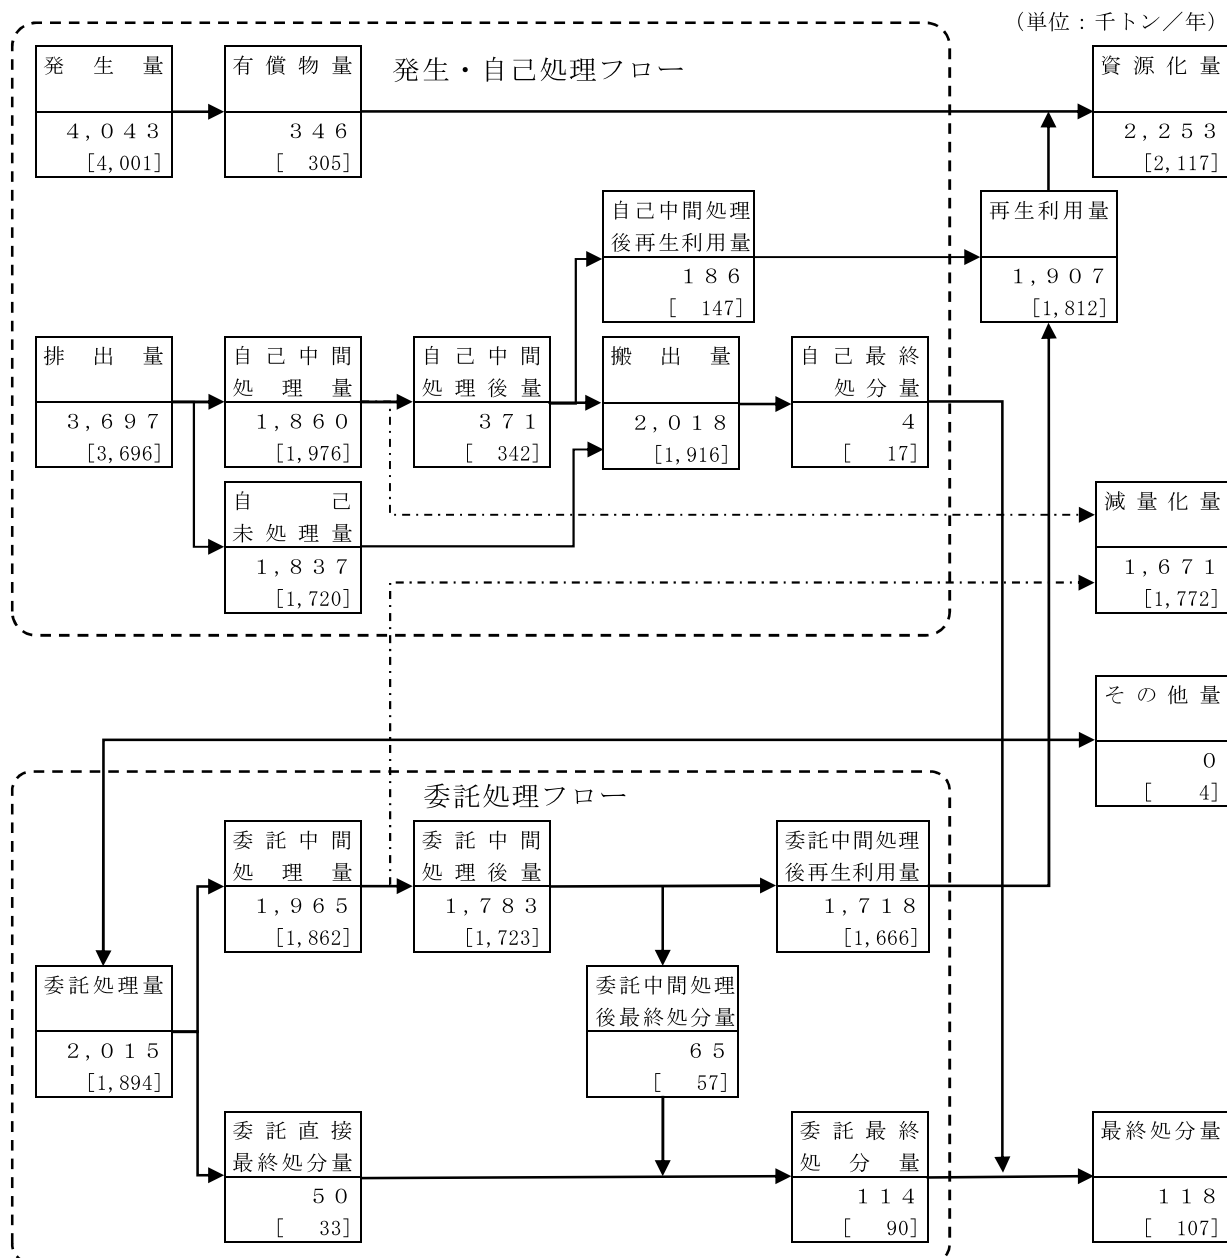 （単位：千トン／年）
発生・自己処理フロー
発生量
4,043
[4,001]
有償物量
346
[ 305]
資源化量
2,253
[2,117]
自己中間処理
後再生利用量
186
[ 147]
再生利用量
1,907
[1,812]
排出量
3,697
[3,696]
自己中間
処理量
1,860
[1,976]
自己中間
処理後量
371
[ 342]
搬出量
2,018
[1,916]
自己最終
処分量
4
[ 17]
自己
未処理量
1,837
[1,720]
減量化量
1,671
[1,772]
その他量
0
[ 4]
委託処理フロー
委託中間
処理量
1,965
[1,862]
委託中間
処理後量
1,783
[1,723]
委託中間処理
後再生利用量
1,718
[1,666]
委託処理量
2,015
[1,894]
委託中間処理
後最終処分量
65
[ 57]
委託直接
最終処分量
50
[ 33]
委託最終
処分量
114
[ 90]
最終処分量
118
[ 107]